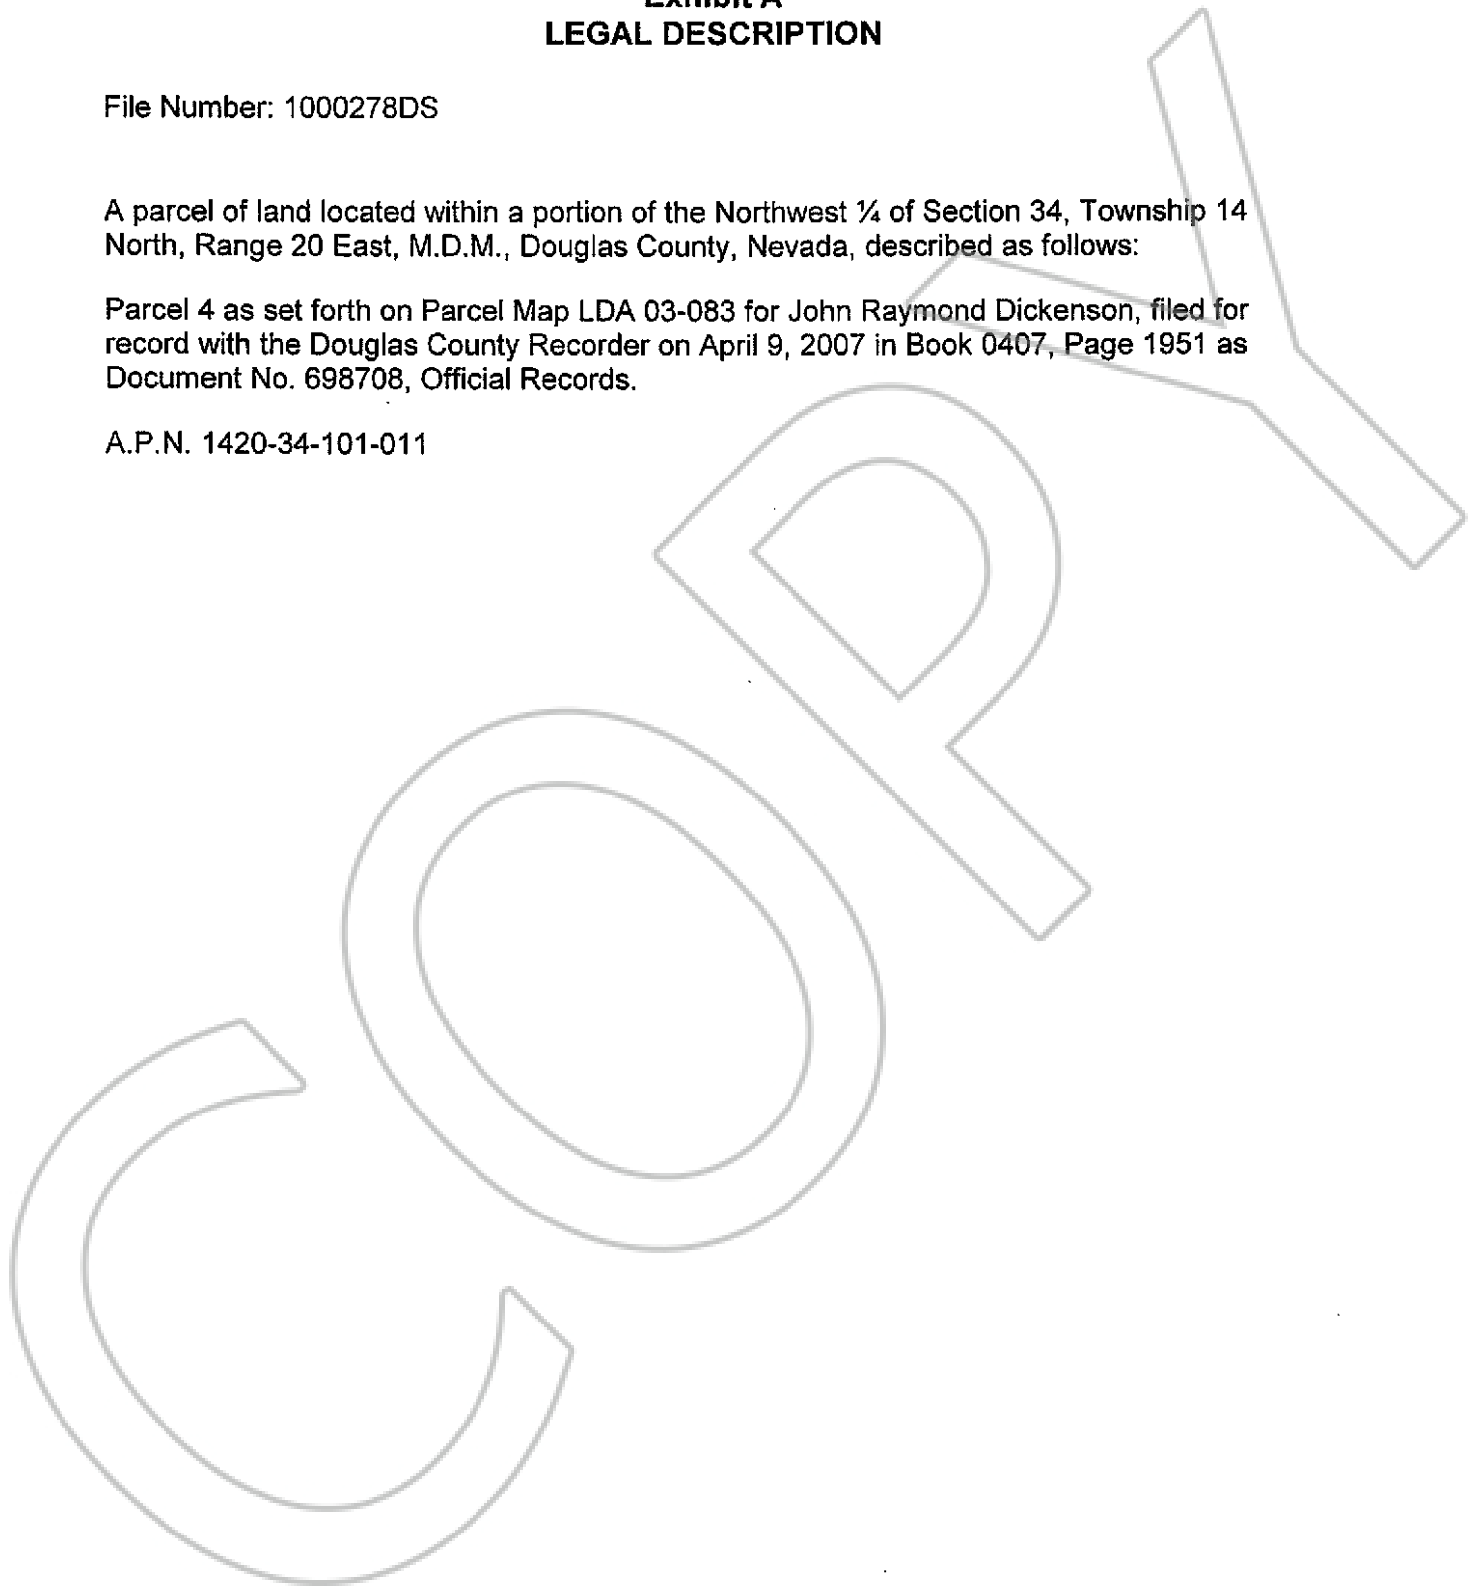 Exhibit A
LEGAL DESCRIPTION
File Number: 1000278DS
A parcel of land located within a portion of the Northwest ¼ of Section 34, Township 14
North, Range 20 East, M.D.M., Douglas County, Nevada, described as follows:
Parcel 4 as set forth on Parcel Map LDA 03-083 for John Raymond Dickenson, filed for
record with the Douglas County Recorder on April 9, 2007 in Book 0407, Page 1951 as
Document No. 698708, Official Records.
A.P.N. 1420-34-101-011
COPY